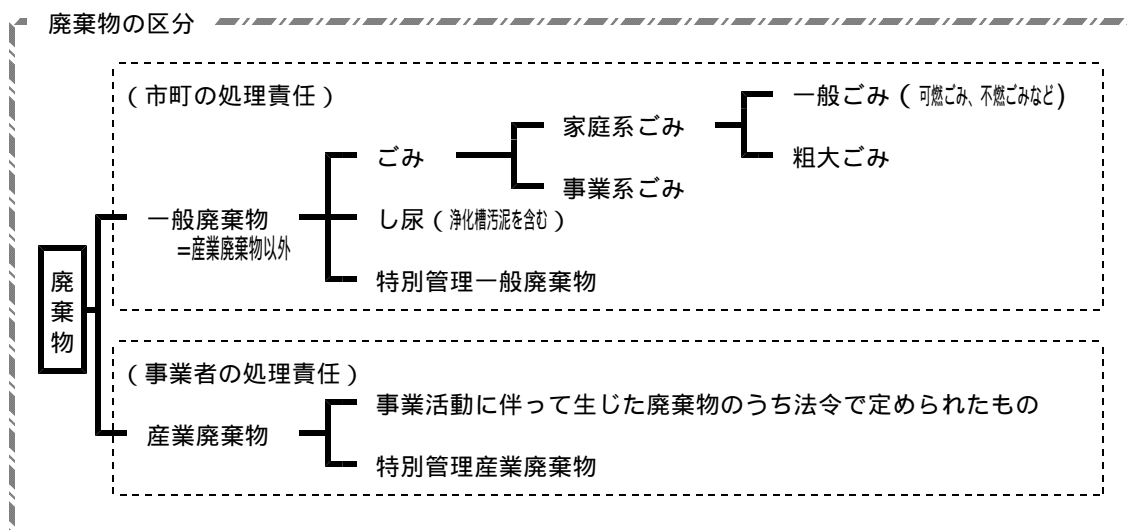 廃棄物の区分
(市町の処理責任)
一般ごみ(可燃ごみ、不燃ごみなど)
家庭系ごみ
ごみ
粗大ごみ
事業系ごみ
一般廃棄物
=産業廃棄物以外
し尿(浄化槽汚泥を含む)
特別管理一般廃棄物
廃棄物
(事業者の処理責任)
事業活動に伴って生じた廃棄物のうち法令で定められたもの
産業廃棄物
特別管理産業廃棄物